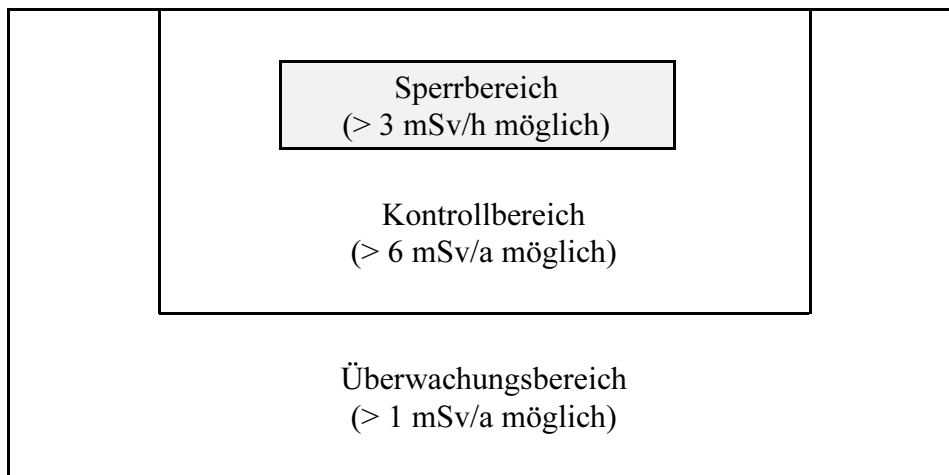 Sperrbereich
(> 3 mSv/h möglich)
Kontrollbereich
(> 6 mSv/a möglich)
Überwachungsbereich
(> 1 mSv/a möglich)